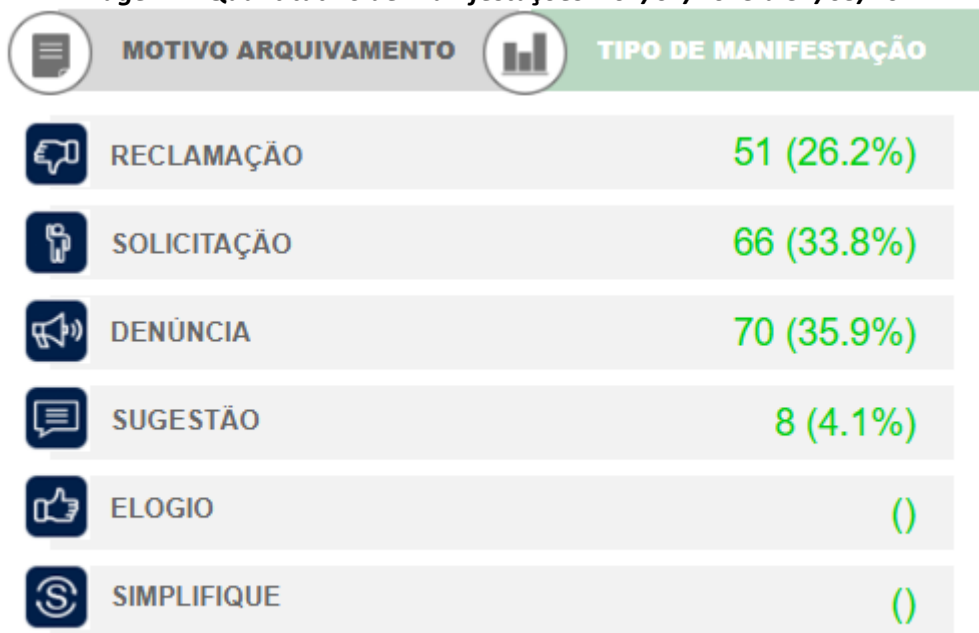 MOTIVO ARQUIVAMENTO TIPO DE MANIFESTAÇÃO
RECLAMAÇÃO 51 (26.2%)
SOLICITAÇÃO 66 (33.8%)
DENÚNCIA 70 (35.9%)
SUGESTÃO 8 (4.1%)
ELOGIO ()
SIMPLIFIQUE ()